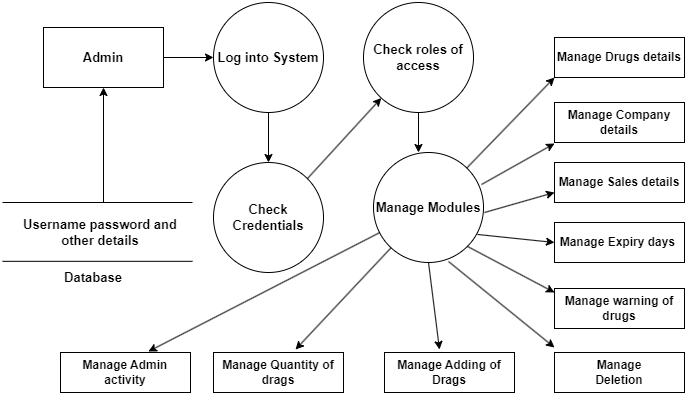 Admin
Log into System
Check roles of
access
Manage Drugs details
Manage Company
details
Manage Sales details
Check
Credentials
Manage Modules
Username password and
other details
Manage Expiry days
Database
Manage warning of
drugs
Manage Admin
activity
Manage Quantity of
drags
Manage Adding of
Drags
Manage
Deletion